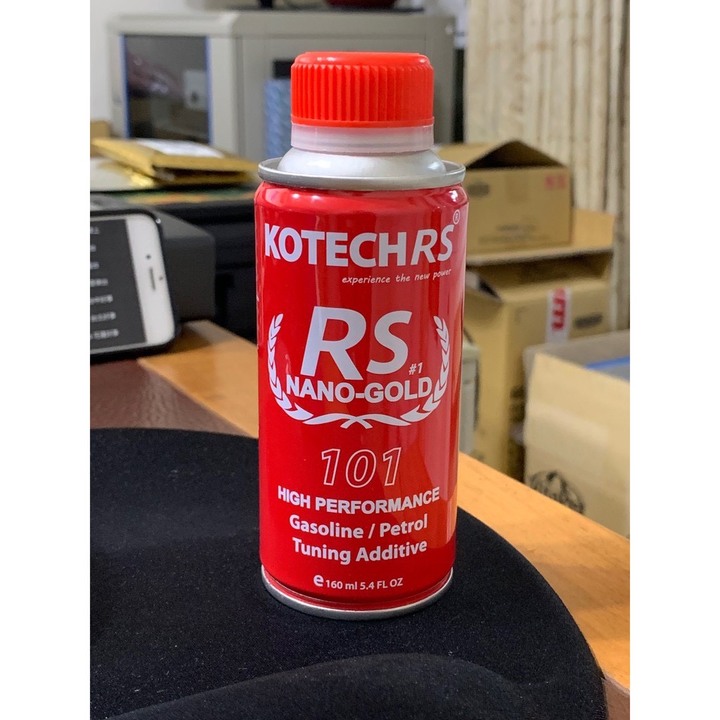 KOTECHRS®
experience the new power
RS
#1
NANO-GOLD
101
HIGH PERFORMANCE
Gasoline / Petrol
Tuning Additive
e 160 ml 5.4 FL OZ